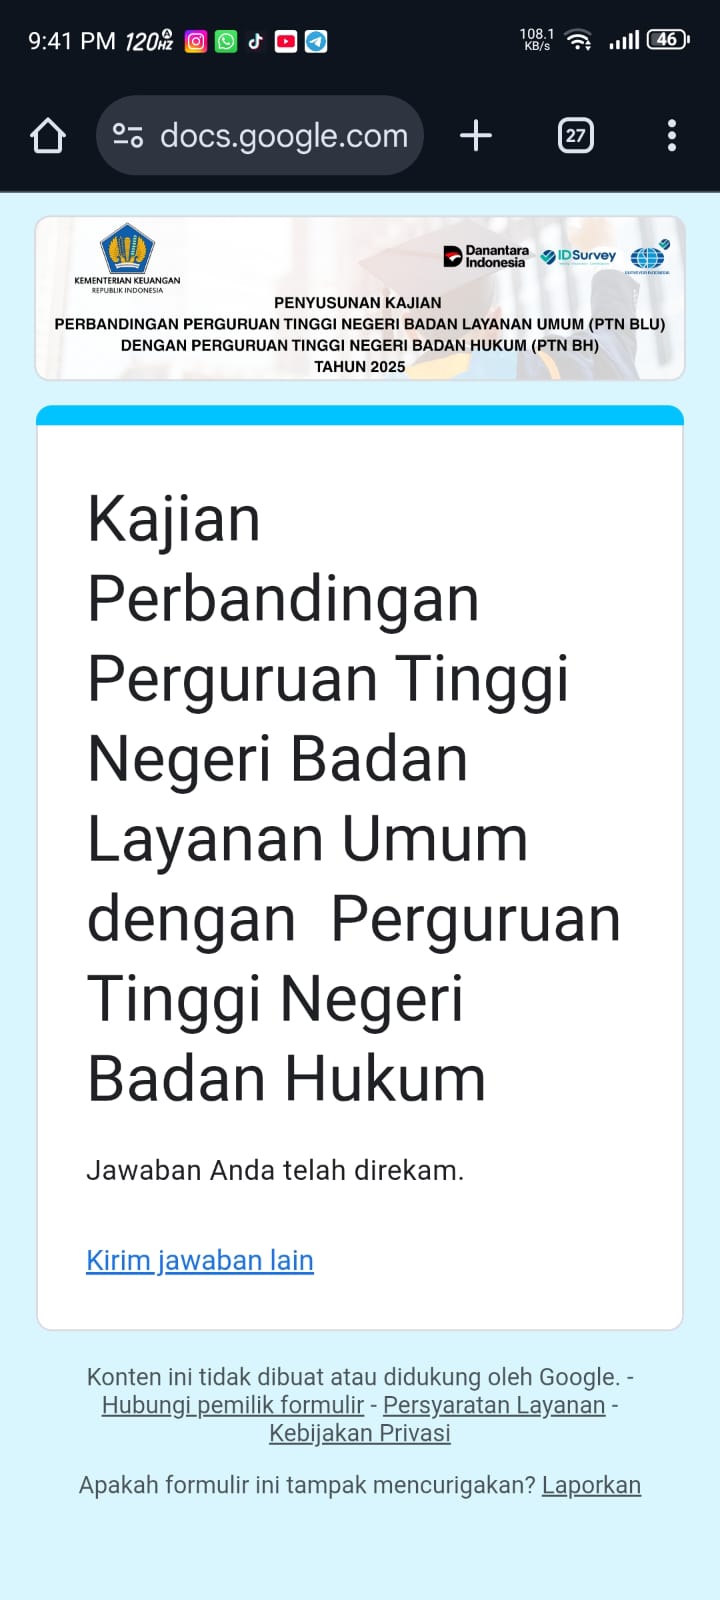 9:41 PM 120Hz
108.1 KB/s
46
docs.google.com
27
KEMENTERIAN KEUANGAN
REPUBLIK INDONESIA
Danantara
Indonesia
IDSurvey
PENYUSUNAN KAJIAN
PERBANDINGAN PERGURUAN TINGGI NEGERI BADAN LAYANAN UMUM (PTN BLU)
DENGAN PERGURUAN TINGGI NEGERI BADAN HUKUM (PTN BH)
TAHUN 2025
Kajian
Perbandingan
Perguruan Tinggi
Negeri Badan
Layanan Umum
dengan  Perguruan
Tinggi Negeri
Badan Hukum
Jawaban Anda telah direkam.
Kirim jawaban lain
Konten ini tidak dibuat atau didukung oleh Google. -
Hubungi pemilik formulir - Persyaratan Layanan -
Kebijakan Privasi
Apakah formulir ini tampak mencurigakan? Laporkan